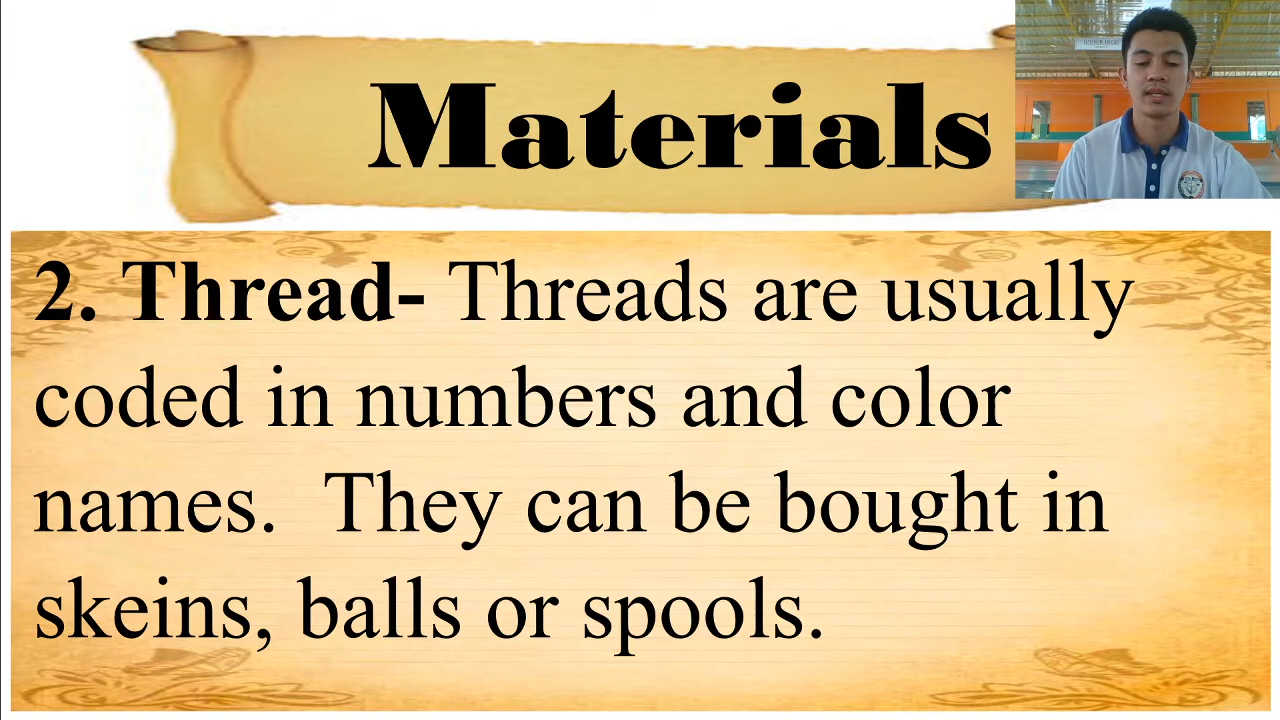 Materials
2. Thread- Threads are usually
coded in numbers and color
names.  They can be bought in
skeins, balls or spools.